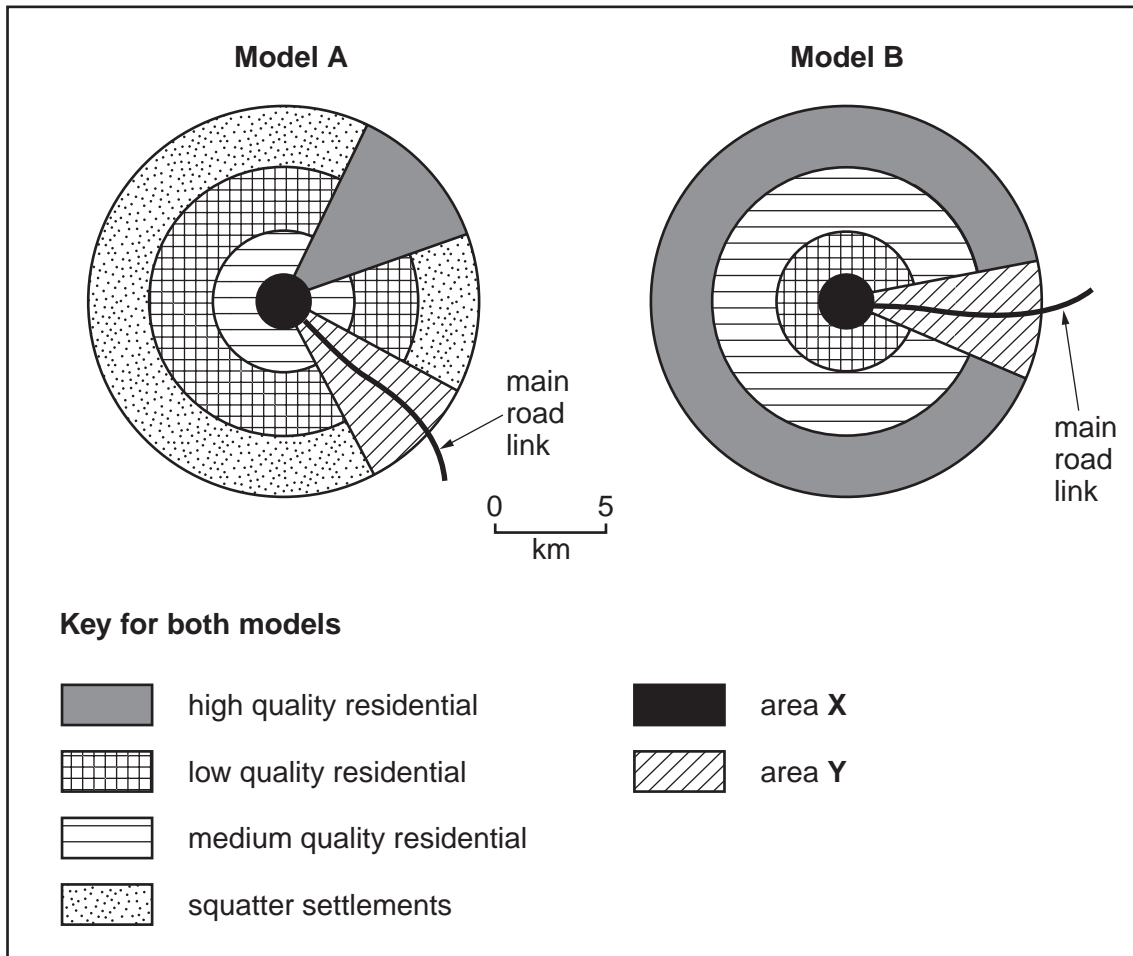 Model A
Model B
main
road
link
main
road
link
0 5
km
Key for both models
high quality residential
low quality residential
medium quality residential
squatter settlements
area X
area Y